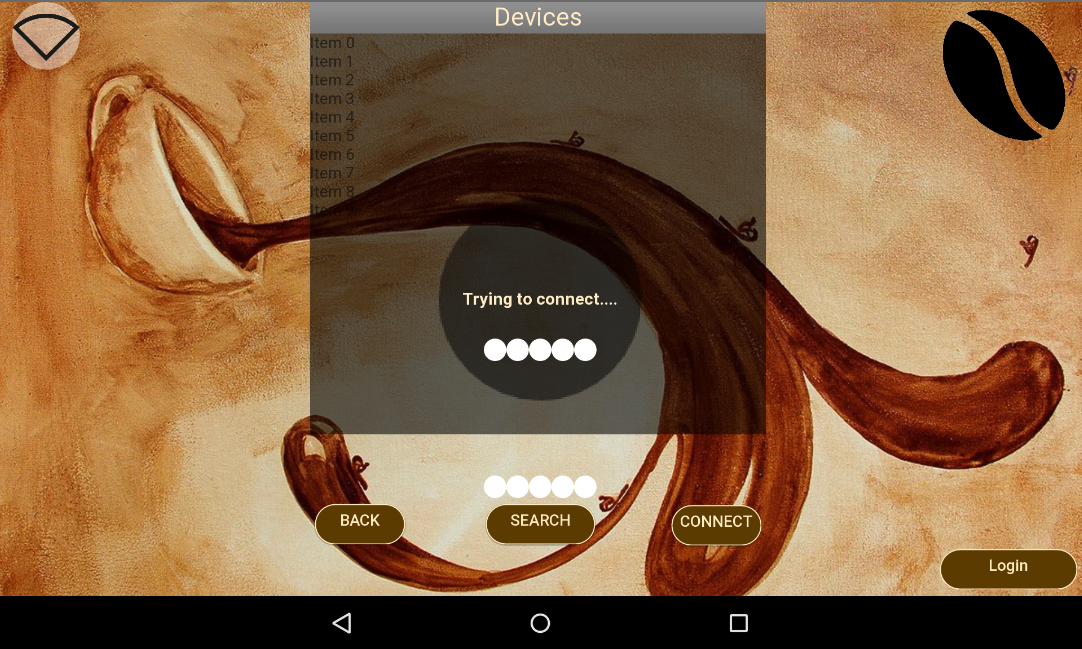 Devices
Item 0
Item 1
Item 2
Item 3
Item 4
Item 5
Item 6
Item 7
Item 8
Trying to connect....
BACK
SEARCH
CONNECT
Login